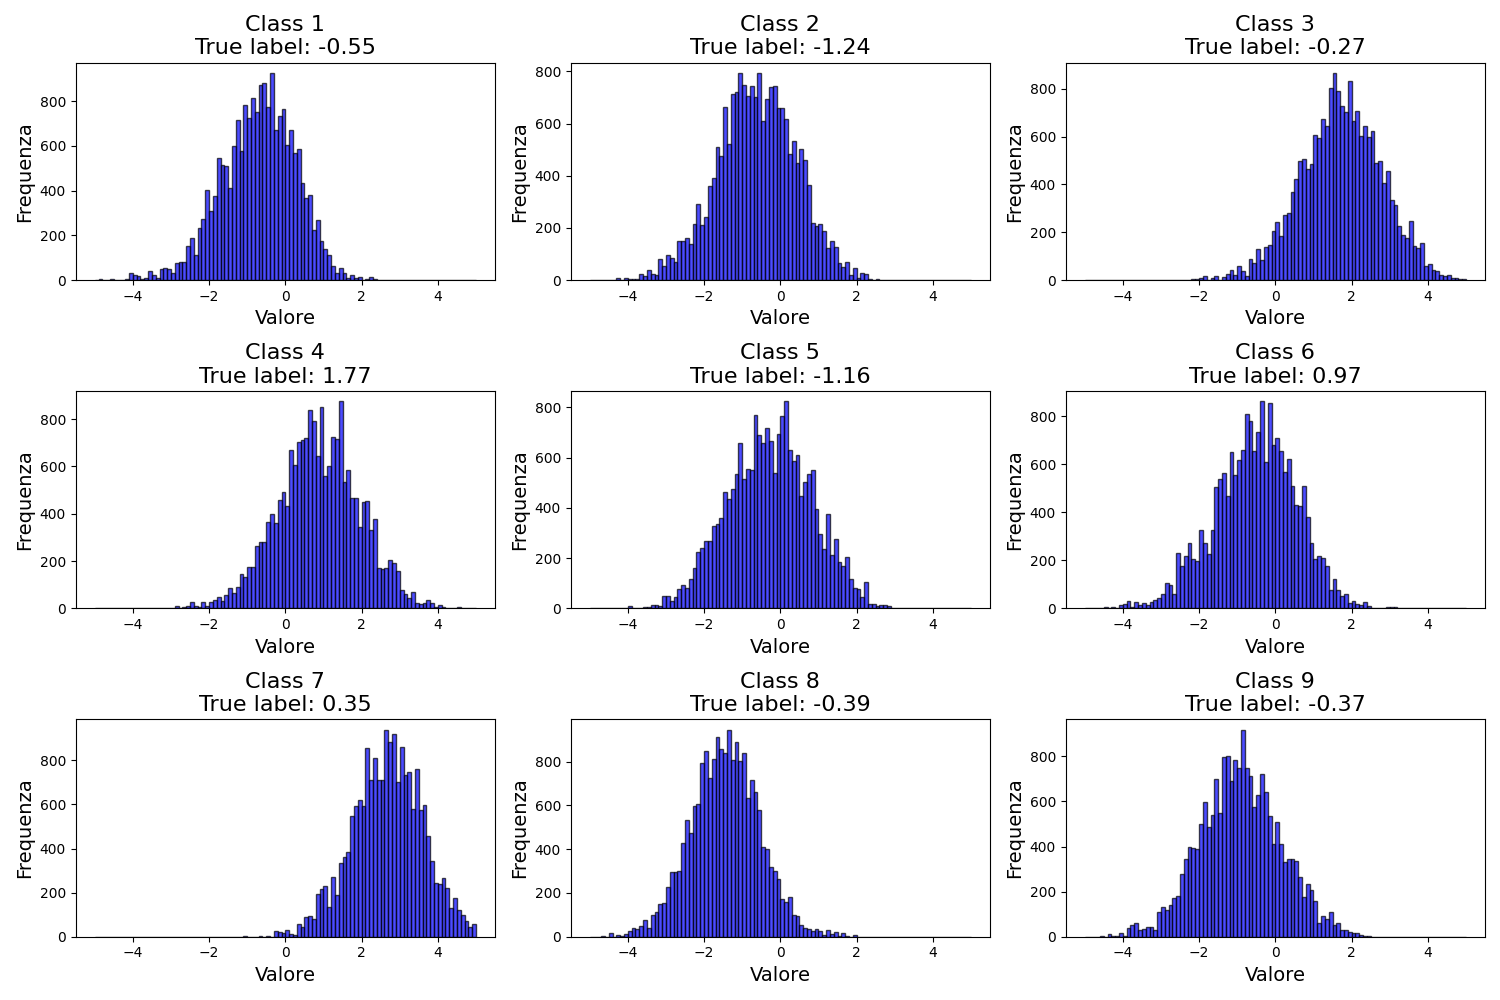 Class 1
True label: -0.55
Frequenza
800
600
400
200
0
−4
−2
0
2
4
Valore
Class 2
True label: -1.24
Frequenza
800
600
400
200
0
−4
−2
0
2
4
Valore
Class 3
True label: -0.27
Frequenza
800
600
400
200
0
−4
−2
0
2
4
Valore
Class 4
True label: 1.77
Frequenza
800
600
400
200
0
−4
−2
0
2
4
Valore
Class 5
True label: -1.16
Frequenza
800
600
400
200
0
−4
−2
0
2
4
Valore
Class 6
True label: 0.97
Frequenza
800
600
400
200
0
−4
−2
0
2
4
Valore
Class 7
True label: 0.35
Frequenza
800
600
400
200
0
−4
−2
0
2
4
Valore
Class 8
True label: -0.39
Frequenza
800
600
400
200
0
−4
−2
0
2
4
Valore
Class 9
True label: -0.37
Frequenza
800
600
400
200
0
−4
−2
0
2
4
Valore